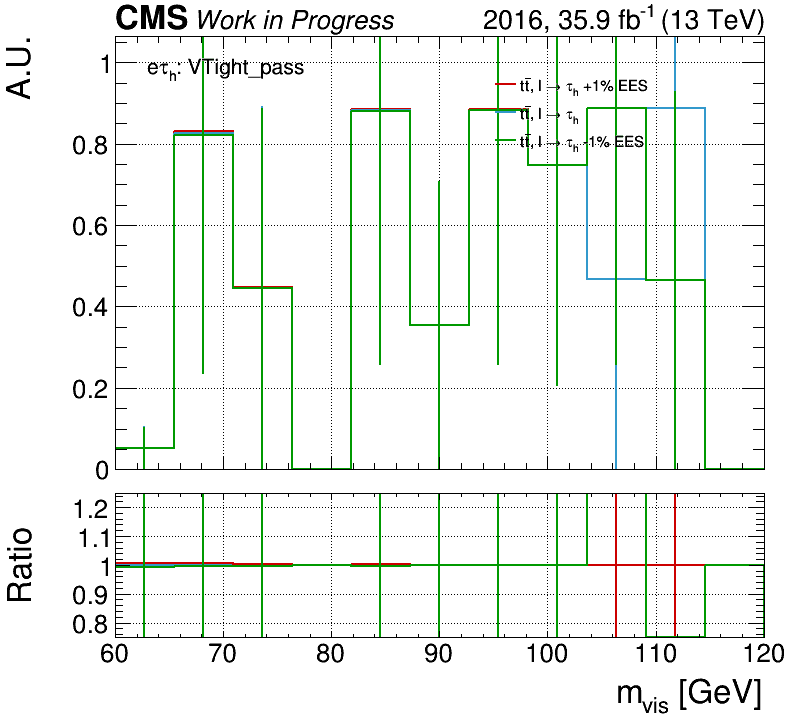 CMS Work in Progress 2016, 35.9 fb⁻¹ (13 TeV)
A.U.
eτₕ: VTight_pass
tt̄, l → τₕ +1% EES
tt̄, l → τₕ
tt̄, l → τₕ -1% EES
1
0.8
0.6
0.4
0.2
0
Ratio
1.2
1.1
1
0.9
0.8
60 70 80 90 100 110 120
m_vis [GeV]